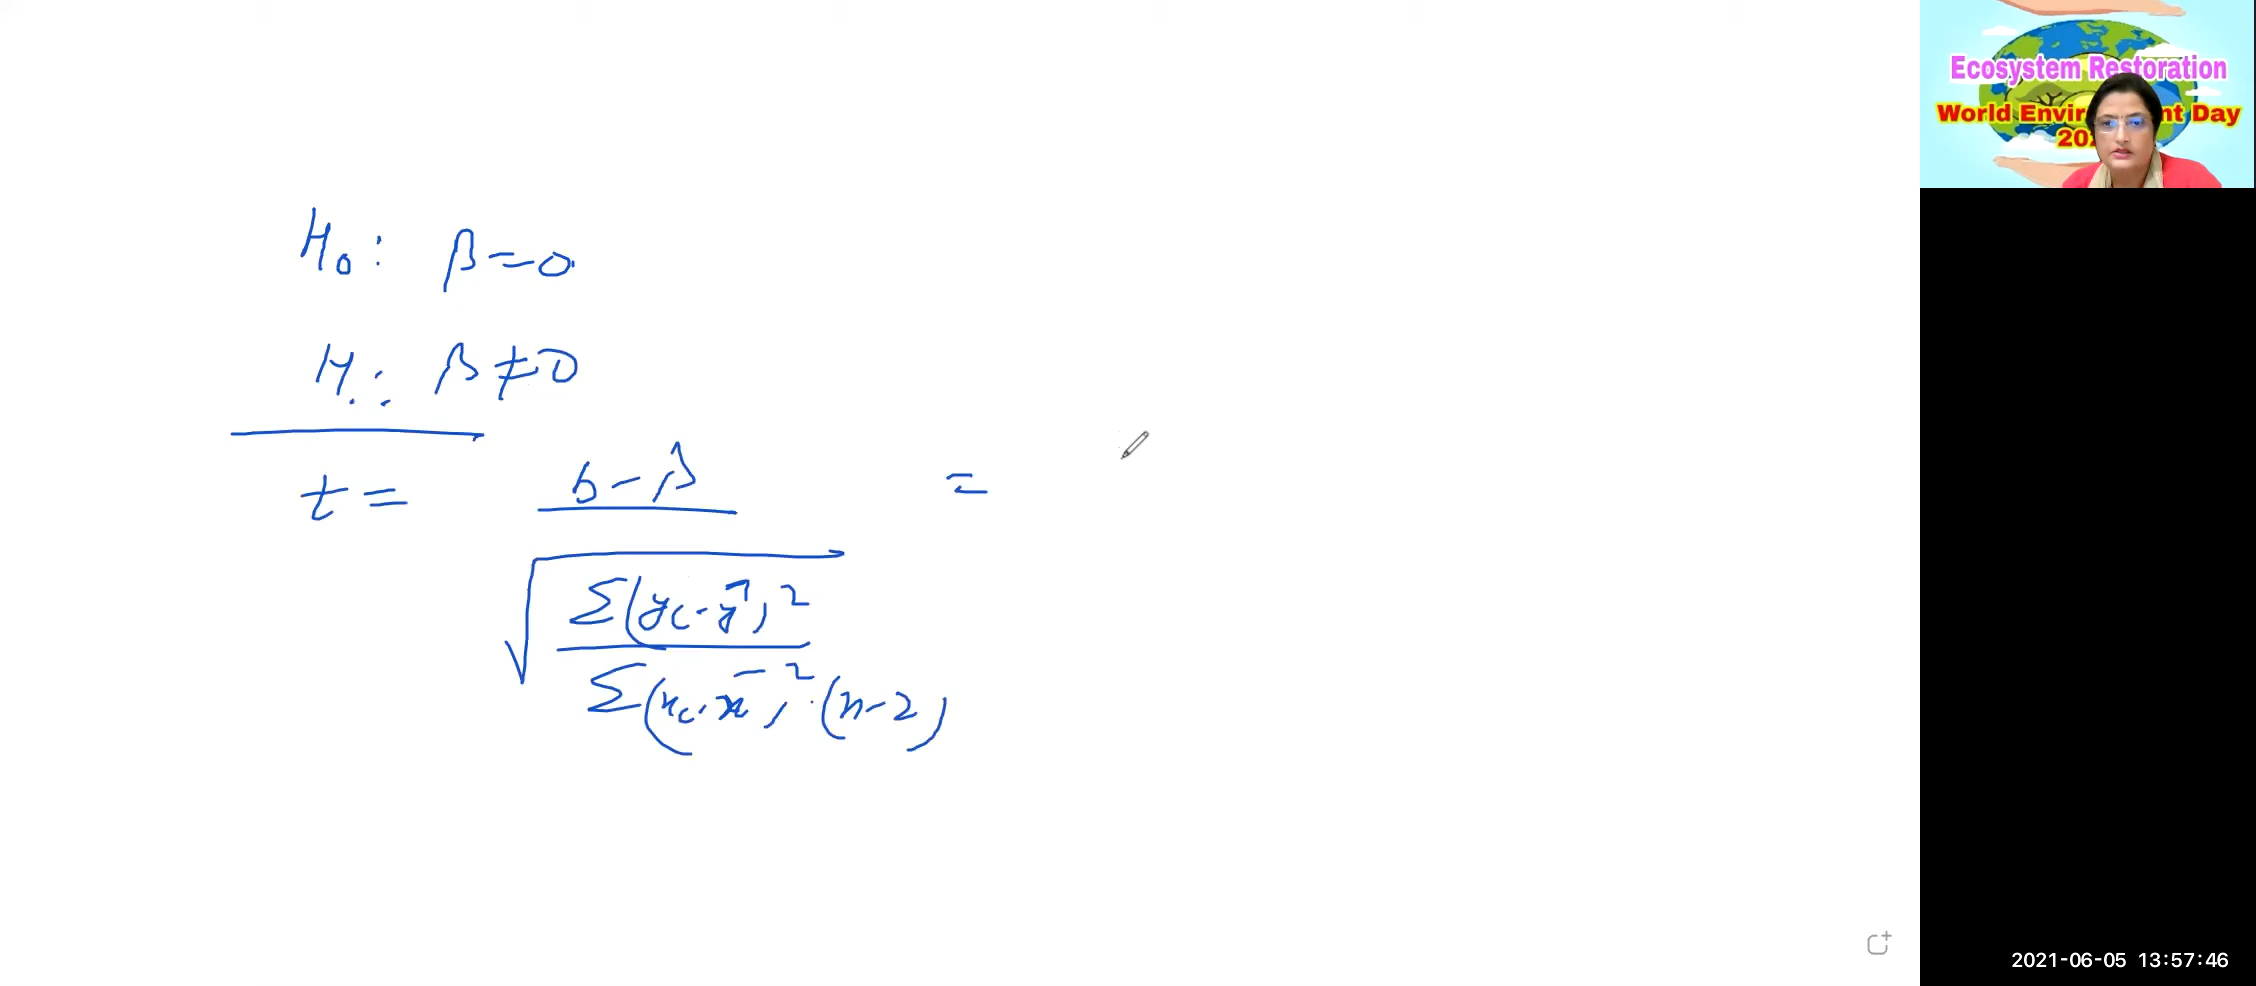 H₀: β=0
H₁: β≠0
t = b-β =
√
Σ(yᵢ-ŷ)²
Σ(xᵢ-x̄)² (n-2)
Ecosystem Restoration
World Envir nt Day
20
2021-06-05 13:57:46